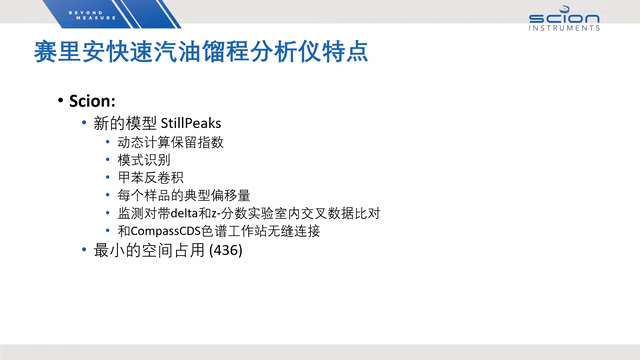 BEYOND
MEASURE
scion
INSTRUMENTS
赛里安快速汽油馏程分析仪特点
• Scion:
• 新的模型 StillPeaks
• 动态计算保留指数
• 模式识别
• 甲苯反卷积
• 每个样品的典型偏移量
• 监测对带delta和z-分数实验室内交叉数据比对
• 和CompassCDS色谱工作站无缝连接
• 最小的空间占用 (436)